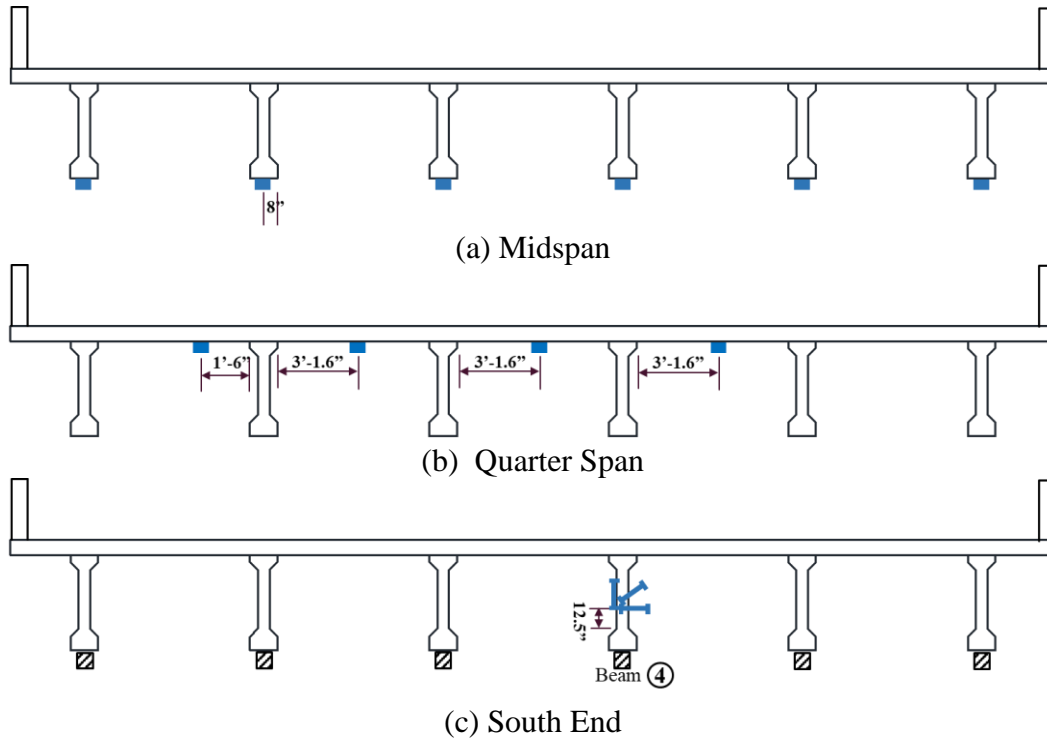 8”
(a) Midspan
1’-6” 3’-1.6” 3’-1.6” 3’-1.6”
(b) Quarter Span
12.5”
Beam 4
(c) South End